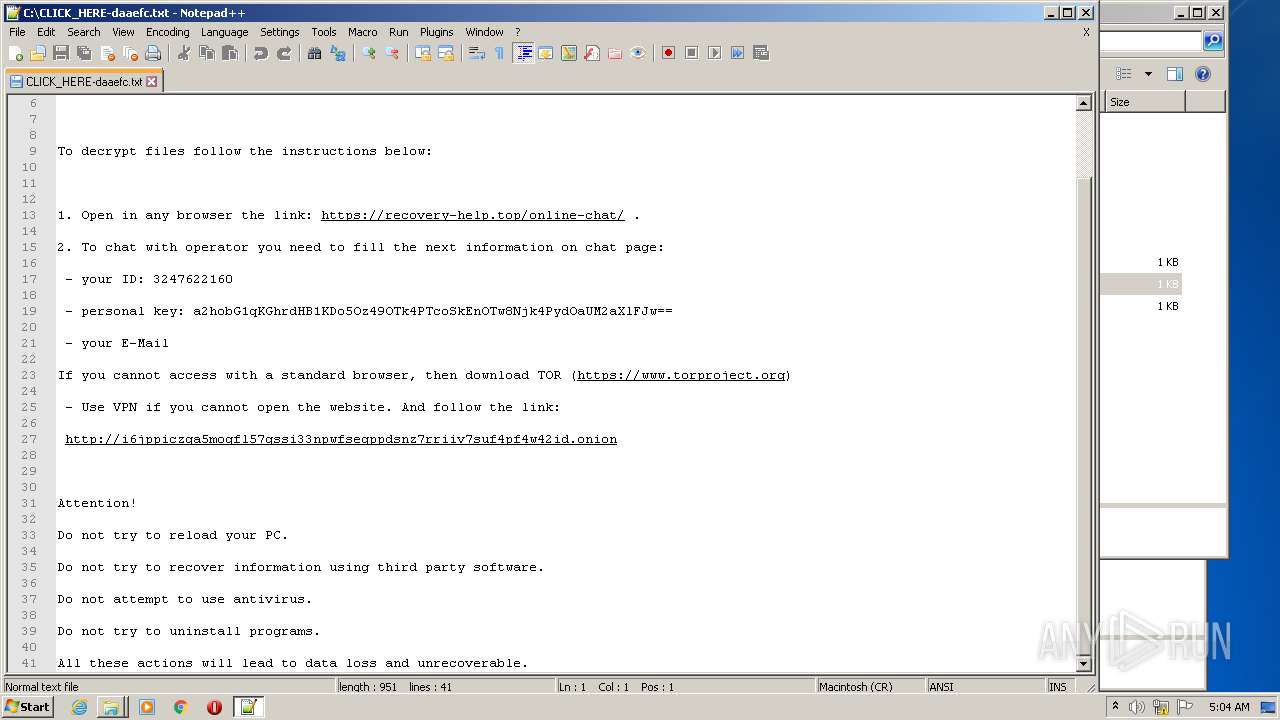 C:\CLICK_HERE-daaefc.txt - Notepad++
File Edit Search View Encoding Language Settings Tools Macro Run Plugins Window X
CLICK_HERE-daaefc.txt
Size
6
7
8
9 To decrypt files follow the instructions below:
10
11
12
13 1. Open in any browser the link: https://recovery-help.top/online-chat/ .
14
15 2. To chat with operator you need to fill the next information on chat page:
16
17 - your ID: 3247622160
18
19 - personal key: a2hobG1qKGhrdHB1KDo5Oz49OTk4PTcoSkEnOTw8Njk4PydOaUM2aXlFJw==
20
21 - your E-Mail
22
23 If you cannot access with a standard browser, then download TOR (https://www.torproject.org)
24
25 - Use VPN if you cannot open the website. And follow the link:
26
27 http://i6jppiczqa5moqfl57gssi33npwfseqppdsnz7rriiv7suf4pf4w42id.onion
28
29
30
31 Attention!
32
33 Do not try to reload your PC.
34
35 Do not try to recover information using third party software.
36
37 Do not attempt to use antivirus.
38
39 Do not try to uninstall programs.
40
41 All these actions will lead to data loss and unrecoverable.
1 KB
1 KB
1 KB
ANY RUN
Normal text file length : 951 lines : 41 Ln : 1 Col : 1 Pos : 1 Macintosh (CR) ANSI INS
Start 5:04 AM